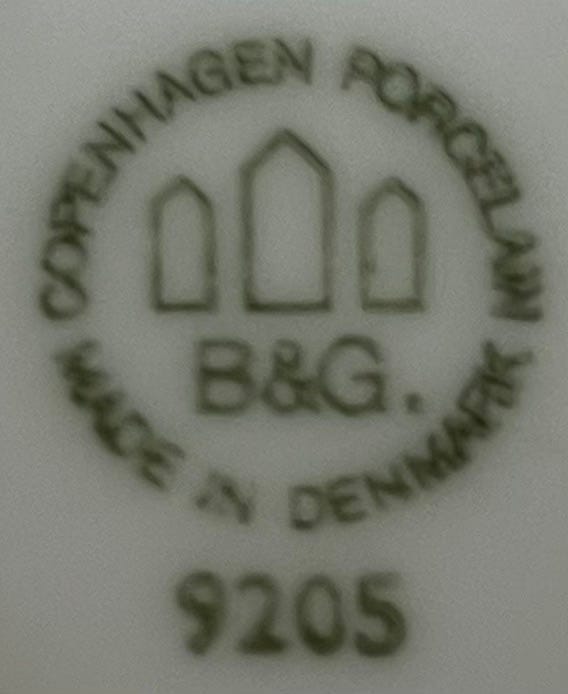 COPENHAGEN PORCELAIN
B&G.
MADE IN DENMARK
9205